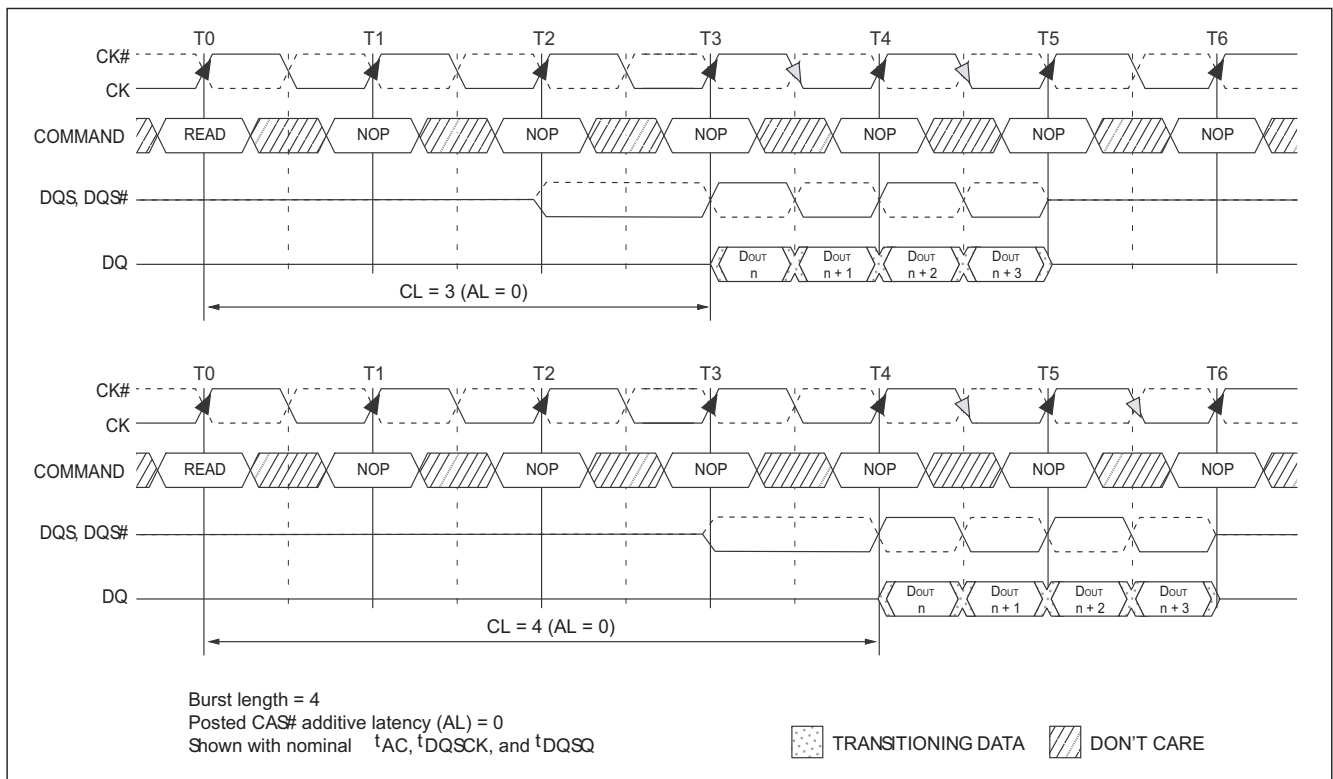 T0 T1 T2 T3 T4 T5 T6
CK#
CK
COMMAND READ NOP NOP NOP NOP NOP NOP
DQS, DQS#
DQ DOUT n DOUT n + 1 DOUT n + 2 DOUT n + 3
CL = 3 (AL = 0)
T0 T1 T2 T3 T4 T5 T6
CK#
CK
COMMAND READ NOP NOP NOP NOP NOP NOP
DQS, DQS#
DQ DOUT n DOUT n + 1 DOUT n + 2 DOUT n + 3
CL = 4 (AL = 0)
Burst length = 4
Posted CAS# additive latency (AL) = 0
Shown with nominal tAC, tDQSCK, and tDQSQ
TRANSITIONING DATA DON'T CARE